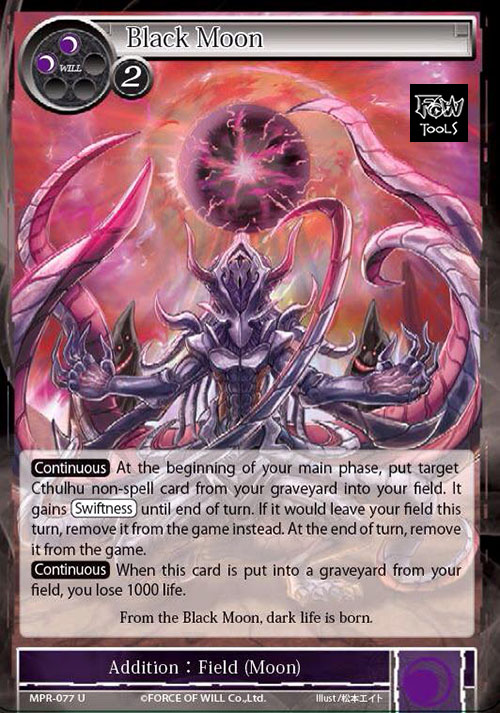 Black Moon
WILL
2
FOW
TOOLS
Continuous At the beginning of your main phase, put target
Cthulhu non-spell card from your graveyard into your field. It
gains Swiftness until end of turn. If it would leave your field this
turn, remove it from the game instead. At the end of turn, remove
it from the game.
Continuous When this card is put into a graveyard from your
field, you lose 1000 life.
From the Black Moon, dark life is born.
Addition : Field (Moon)
MPR-077 U ©FORCE OF WILL Co.,Ltd. Illust/松本エイト